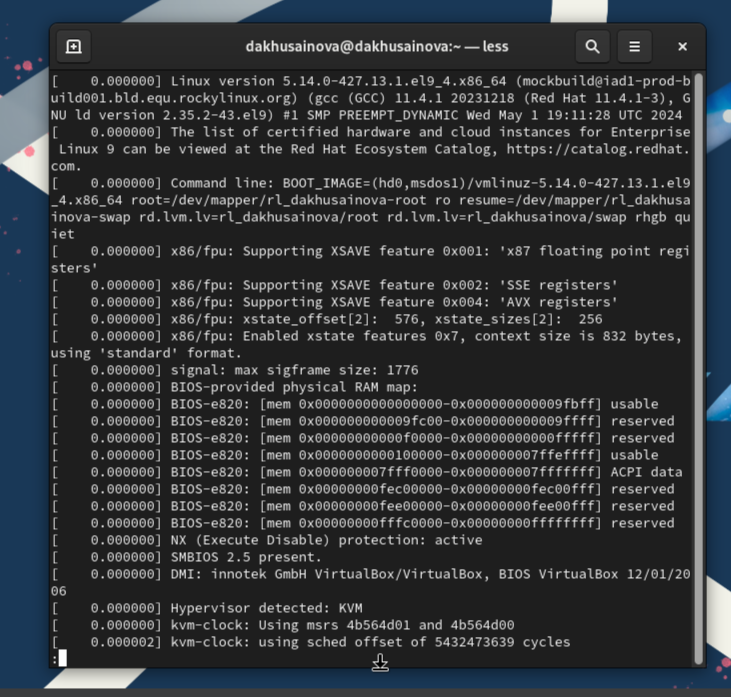 dakhusainova@dakhusainova:~ — less
[    0.000000] Linux version 5.14.0-427.13.1.el9_4.x86_64 (mockbuild@iad1-prod-b
uild001.bld.equ.rockylinux.org) (gcc (GCC) 11.4.1 20231218 (Red Hat 11.4.1-3), G
NU ld version 2.35.2-43.el9) #1 SMP PREEMPT_DYNAMIC Wed May 1 19:11:28 UTC 2024
[    0.000000] The list of certified hardware and cloud instances for Enterprise
 Linux 9 can be viewed at the Red Hat Ecosystem Catalog, https://catalog.redhat.
com.
[    0.000000] Command line: BOOT_IMAGE=(hd0,msdos1)/vmlinuz-5.14.0-427.13.1.el9
_4.x86_64 root=/dev/mapper/rl_dakhusainova-root ro resume=/dev/mapper/rl_dakhusa
inova-swap rd.lvm.lv=rl_dakhusainova/root rd.lvm.lv=rl_dakhusainova/swap rhgb qu
iet
[    0.000000] x86/fpu: Supporting XSAVE feature 0x001: 'x87 floating point regi
sters'
[    0.000000] x86/fpu: Supporting XSAVE feature 0x002: 'SSE registers'
[    0.000000] x86/fpu: Supporting XSAVE feature 0x004: 'AVX registers'
[    0.000000] x86/fpu: xstate_offset[2]:  576, xstate_sizes[2]:  256
[    0.000000] x86/fpu: Enabled xstate features 0x7, context size is 832 bytes,
using 'standard' format.
[    0.000000] signal: max sigframe size: 1776
[    0.000000] BIOS-provided physical RAM map:
[    0.000000] BIOS-e820: [mem 0x0000000000000000-0x000000000009fbff] usable
[    0.000000] BIOS-e820: [mem 0x000000000009fc00-0x000000000009ffff] reserved
[    0.000000] BIOS-e820: [mem 0x00000000000f0000-0x00000000000fffff] reserved
[    0.000000] BIOS-e820: [mem 0x0000000000100000-0x000000007ffeffff] usable
[    0.000000] BIOS-e820: [mem 0x000000007fff0000-0x000000007fffffff] ACPI data
[    0.000000] BIOS-e820: [mem 0x00000000fec00000-0x00000000fec00fff] reserved
[    0.000000] BIOS-e820: [mem 0x00000000fee00000-0x00000000fee00fff] reserved
[    0.000000] BIOS-e820: [mem 0x00000000fffc0000-0x00000000ffffffff] reserved
[    0.000000] NX (Execute Disable) protection: active
[    0.000000] SMBIOS 2.5 present.
[    0.000000] DMI: innotek GmbH VirtualBox/VirtualBox, BIOS VirtualBox 12/01/20
06
[    0.000000] Hypervisor detected: KVM
[    0.000000] kvm-clock: Using msrs 4b564d01 and 4b564d00
[    0.000002] kvm-clock: using sched offset of 5432473639 cycles
: